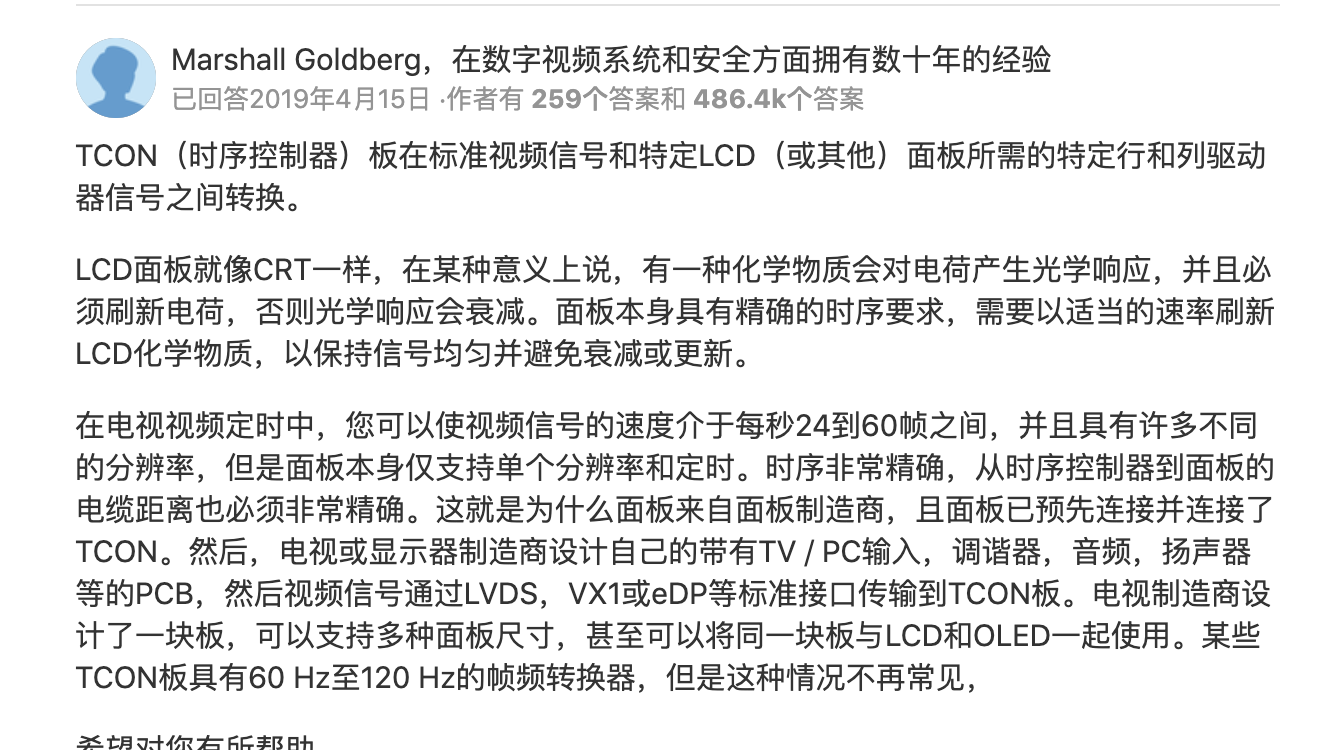 Marshall Goldberg，在数字视频系统和安全方面拥有数十年的经验
已回答2019年4月15日 ·作者有 259个答案和 486.4k个答案
TCON（时序控制器）板在标准视频信号和特定LCD（或其他）面板所需的特定行和列驱动
器信号之间转换。
LCD面板就像CRT一样，在某种意义上说，有一种化学物质会对电荷产生光学响应，并且必
须刷新电荷，否则光学响应会衰减。面板本身具有精确的时序要求，需要以适当的速率刷新
LCD化学物质，以保持信号均匀并避免衰减或更新。
在电视视频定时中，您可以使视频信号的速度介于每秒24到60帧之间，并且具有许多不同
的分辨率，但是面板本身仅支持单个分辨率和定时。时序非常精确，从时序控制器到面板的
电缆距离也必须非常精确。这就是为什么面板来自面板制造商，且面板已预先连接并连接了
TCON。然后，电视或显示器制造商设计自己的带有TV / PC输入，调谐器，音频，扬声器
等的PCB，然后视频信号通过LVDS，VX1或eDP等标准接口传输到TCON板。电视制造商设
计了一块板，可以支持多种面板尺寸，甚至可以将同一块板与LCD和OLED一起使用。某些
TCON板具有60 Hz至120 Hz的帧频转换器，但是这种情况不再常见，
希望对您有所帮助